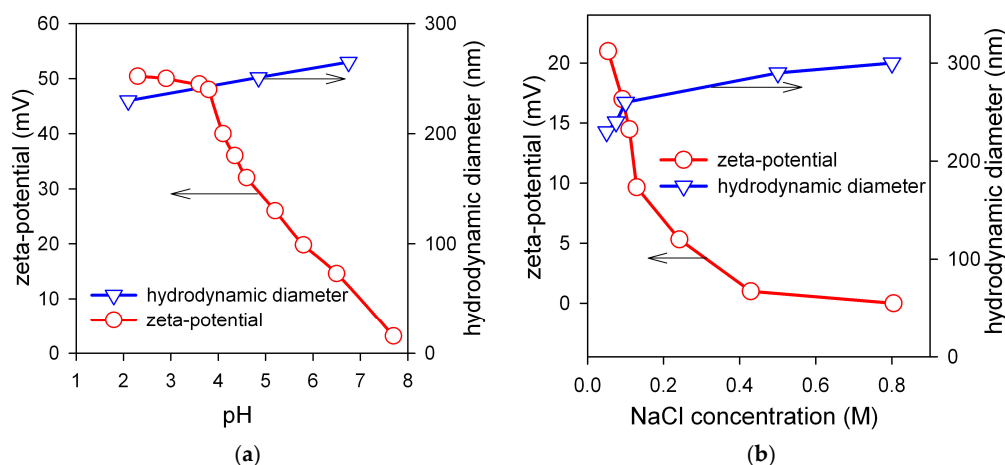 60
50
40
30
20
10
0
zeta-potential (mV)
300
200
100
0
hydrodynamic diameter (nm)
hydrodynamic diameter
zeta-potential
1 2 3 4 5 6 7 8
pH
(a)
20
15
10
5
0
zeta-potential (mV)
300
200
100
0
hydrodynamic diameter (nm)
zeta-potential
hydrodynamic diameter
0.0 0.2 0.4 0.6 0.8
NaCl concentration (M)
(b)